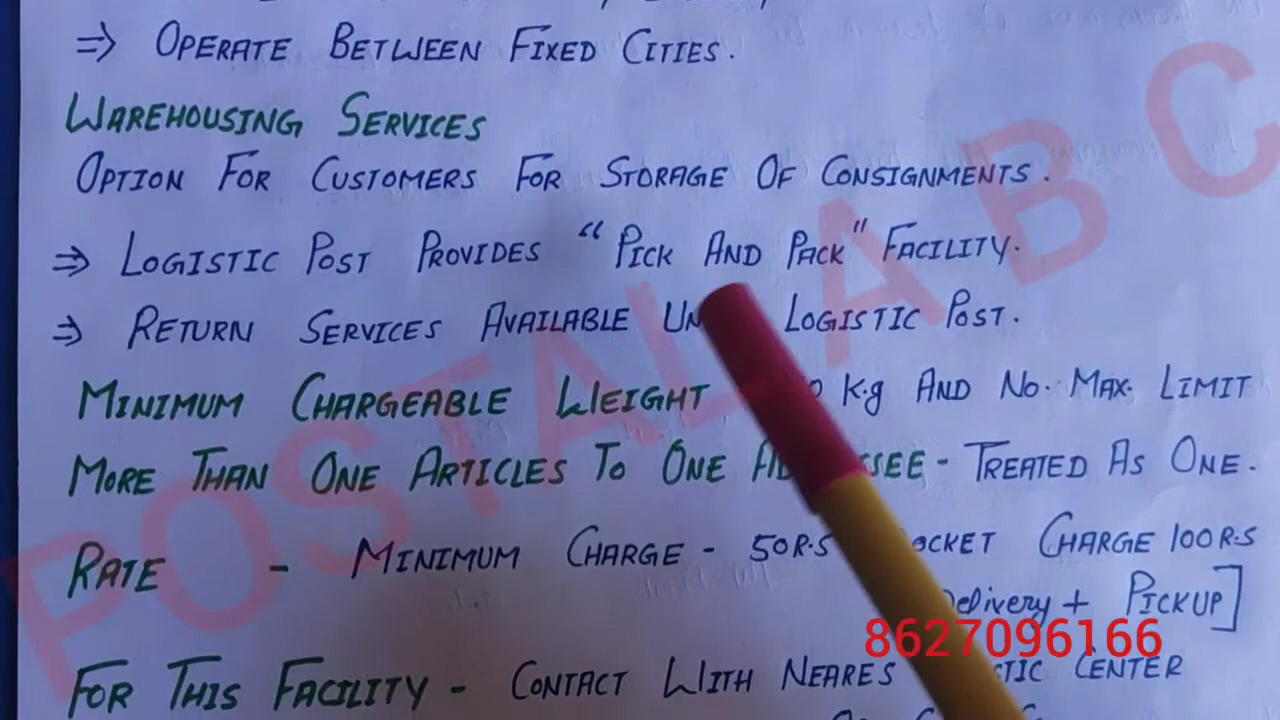 ⇒ OPERATE BETWEEN FIXED CITIES.
WAREHOUSING SERVICES
OPTION FOR CUSTOMERS FOR STORAGE OF CONSIGNMENTS.
⇒ LOGISTIC POST PROVIDES "PICK AND PACK" FACILITY.
⇒ RETURN SERVICES AVAILABLE LOGISTIC POST.
MINIMUM CHARGEABLE WEIGHT K.g AND NO. MAX. LIMIT
MORE THAN ONE ARTICLES TO ONE - TREATED AS ONE.
RATE - MINIMUM CHARGE - 50R.S CHARGE 100R.S
Delivery + PICKUP]
8627096166
FOR THIS FACILITY - CONTACT WITH CENTER
POSTAL ABC